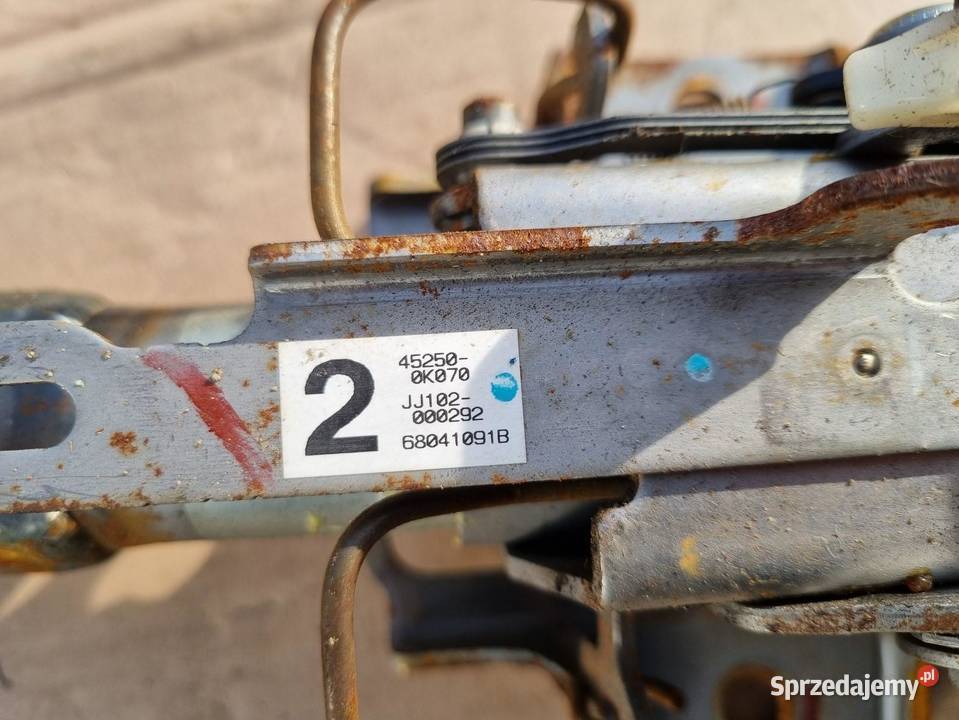 2
45250-
0K070
JJ102-
000292
68041091B
Sprzedajemy.pl